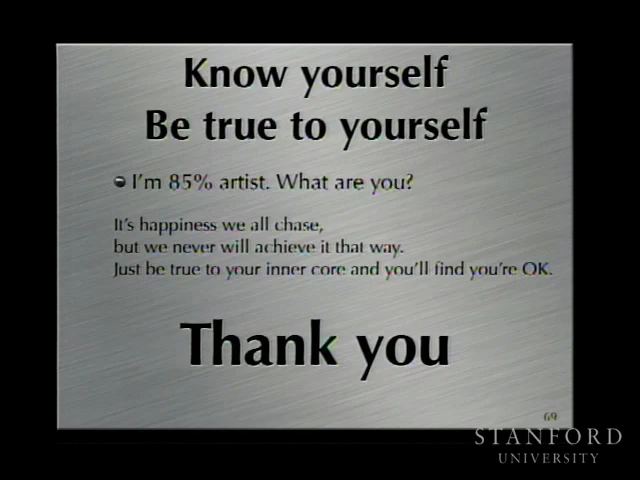 Know yourself
Be true to yourself
I'm 85% artist. What are you?
It's happiness we all chase,
but we never will achieve it that way.
Just be true to your inner core and you'll find you're OK.
Thank you
69
STANFORD
UNIVERSITY